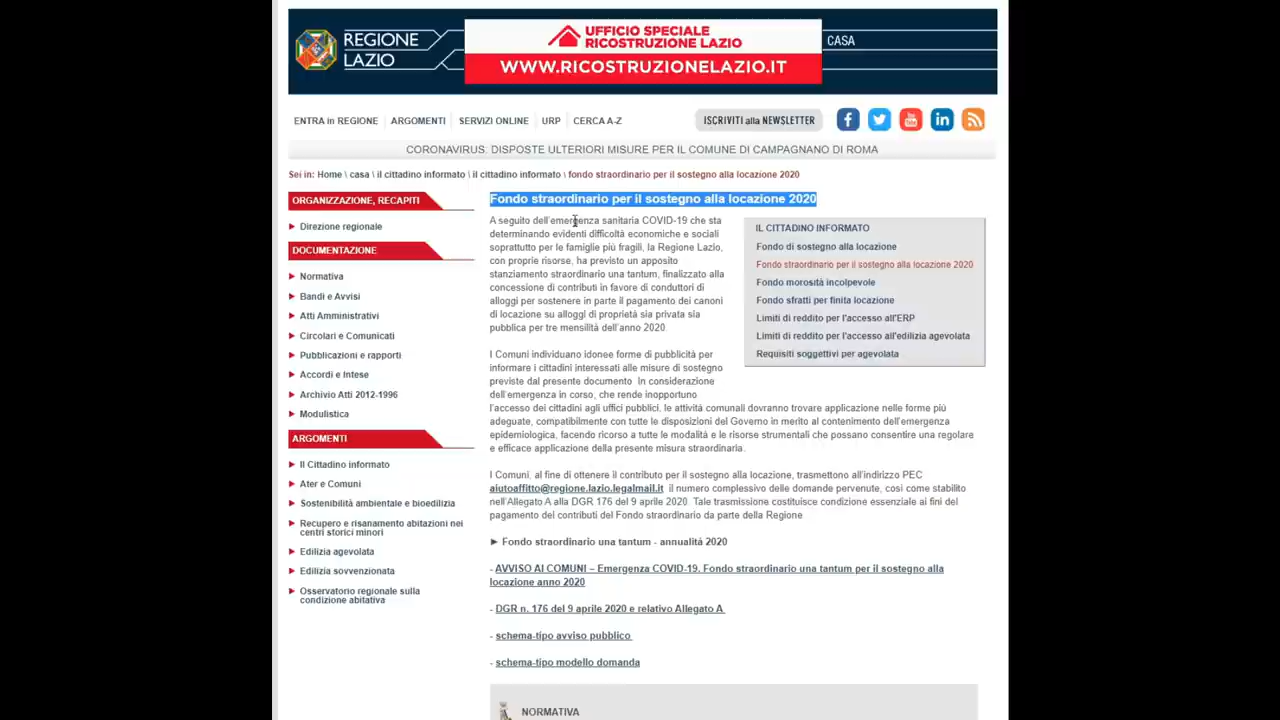 REGIONE
LAZIO
UFFICIO SPECIALE
RICOSTRUZIONE LAZIO
WWW.RICOSTRUZIONELAZIO.IT
CASA
ENTRA in REGIONE
ARGOMENTI
SERVIZI ONLINE
URP
CERCA A-Z
ISCRIVITI alla NEWSLETTER
CORONAVIRUS: DISPOSTE ULTERIORI MISURE PER IL COMUNE DI CAMPAGNANO DI ROMA
Sei in: Home \ casa \ il cittadino informato \ il cittadino informato \ fondo straordinario per il sostegno alla locazione 2020
ORGANIZZAZIONE, RECAPITI
Direzione regionale
DOCUMENTAZIONE
Normativa
Bandi e Avvisi
Atti Amministrativi
Circolari e Comunicati
Pubblicazioni e rapporti
Accordi e Intese
Archivio Atti 2012-1996
Modulistica
ARGOMENTI
Il Cittadino informato
Ater e Comuni
Sostenibilità ambientale e bioedilizia
Recupero e risanamento abitazioni nei
centri storici minori
Edilizia agevolata
Edilizia sovvenzionata
Osservatorio regionale sulla
condizione abitativa
Fondo straordinario per il sostegno alla locazione 2020
A seguito dell'emergenza sanitaria COVID-19 che sta
determinando evidenti difficoltà economiche e sociali
soprattutto per le famiglie più fragili, la Regione Lazio,
con proprie risorse, ha previsto un apposito
stanziamento straordinario una tantum, finalizzato alla
concessione di contributi in favore di conduttori di
alloggi per sostenere in parte il pagamento dei canoni
di locazione su alloggi di proprietà sia privata sia
pubblica per tre mensilità dell'anno 2020.
I Comuni individuano idonee forme di pubblicità per
informare i cittadini interessati alle misure di sostegno
previste dal presente documento In considerazione
dell'emergenza in corso, che rende inopportuno
l'accesso dei cittadini agli uffici pubblici, le attività comunali dovranno trovare applicazione nelle forme più
adeguate, compatibilmente con tutte le disposizioni del Governo in merito al contenimento dell'emergenza
epidemiologica, facendo ricorso a tutte le modalità e le risorse strumentali che possano consentire una regolare
e efficace applicazione della presente misura straordinaria.
I Comuni, al fine di ottenere il contributo per il sostegno alla locazione, trasmettono all'indirizzo PEC
aiutoaffitto@regione.lazio.legalmail.it il numero complessivo delle domande pervenute, così come stabilito
nell'Allegato A alla DGR 176 del 9 aprile 2020. Tale trasmissione costituisce condizione essenziale ai fini del
pagamento dei contributi del Fondo straordinario da parte della Regione
► Fondo straordinario una tantum - annualità 2020
- AVVISO AI COMUNI – Emergenza COVID-19. Fondo straordinario una tantum per il sostegno alla
locazione anno 2020
- DGR n. 176 del 9 aprile 2020 e relativo Allegato A
- schema-tipo avviso pubblico
- schema-tipo modello domanda
NORMATIVA
IL CITTADINO INFORMATO
Fondo di sostegno alla locazione
Fondo straordinario per il sostegno alla locazione 2020
Fondo morosità incolpevole
Fondo sfratti per finita locazione
Limiti di reddito per l'accesso all'ERP
Limiti di reddito per l'accesso all'edilizia agevolata
Requisiti soggettivi per agevolata